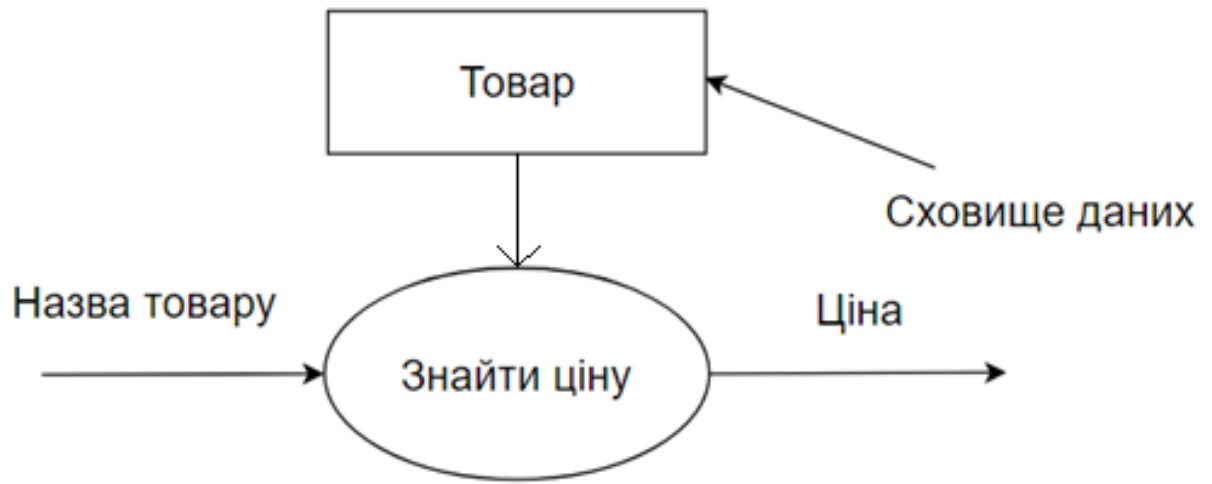 Товар
Сховище даних
Назва товару
Ціна
Знайти ціну